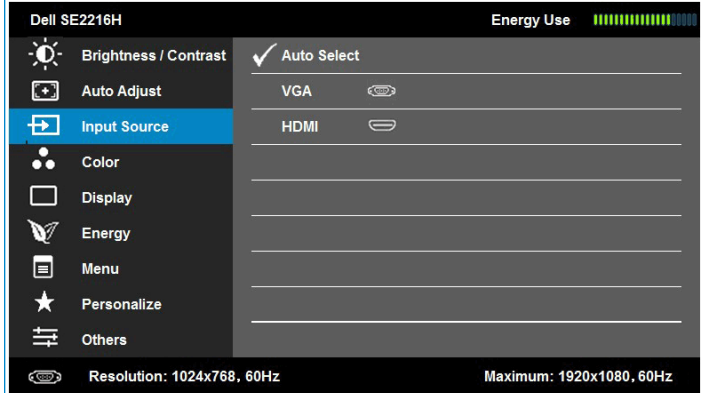 Dell SE2216H Energy Use
Brightness / Contrast Auto Select
Auto Adjust VGA
Input Source HDMI
Color
Display
Energy
Menu
Personalize
Others
Resolution: 1024x768, 60Hz Maximum: 1920x1080, 60Hz